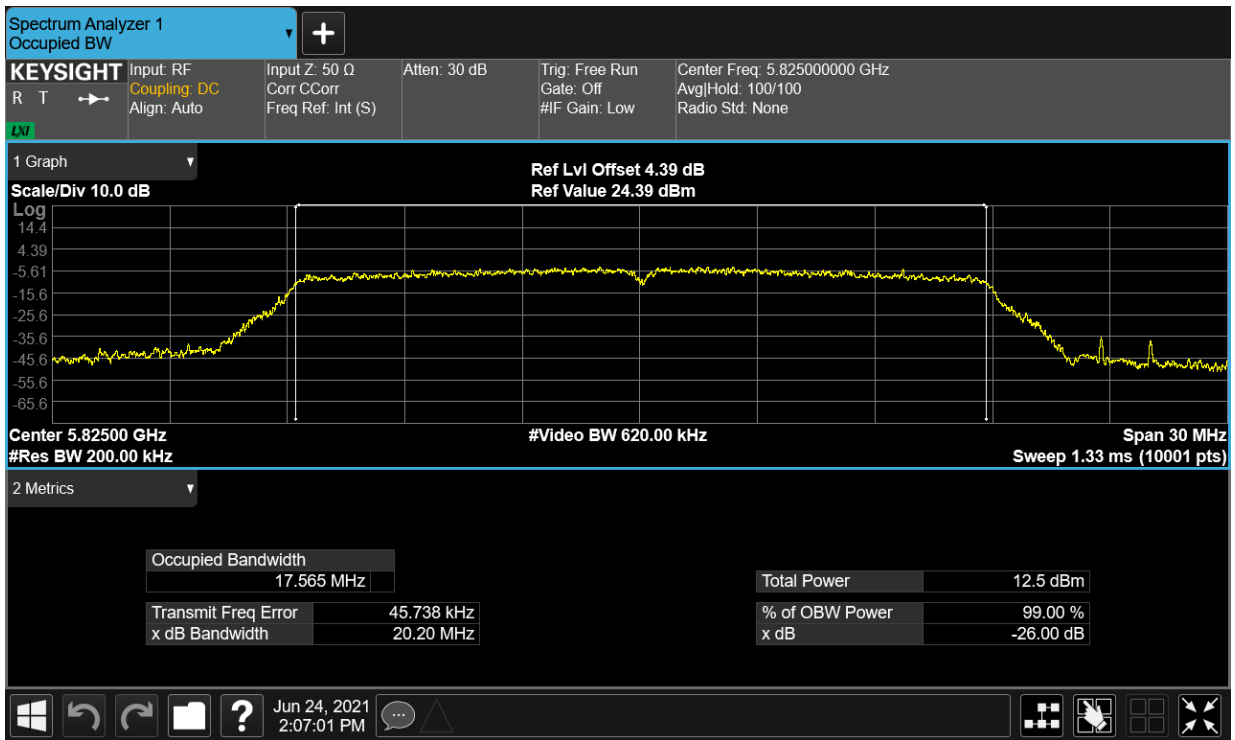 Spectrum Analyzer 1
Occupied BW
▼
+
KEYSIGHT
R T
LXI
Input: RF
Coupling: DC
Align: Auto
Input Z: 50 Ω
Corr CCorr
Freq Ref: Int (S)
Atten: 30 dB
Trig: Free Run
Gate: Off
#IF Gain: Low
Center Freq: 5.825000000 GHz
Avg|Hold: 100/100
Radio Std: None
1 Graph ▼
Ref Lvl Offset 4.39 dB
Scale/Div 10.0 dB
Ref Value 24.39 dBm
Log
14.4
4.39
-5.61
-15.6
-25.6
-35.6
-45.6
-55.6
-65.6
Center 5.82500 GHz
#Video BW 620.00 kHz
Span 30 MHz
#Res BW 200.00 kHz
Sweep 1.33 ms (10001 pts)
2 Metrics ▼
Occupied Bandwidth
17.565 MHz
Total Power 12.5 dBm
Transmit Freq Error 45.738 kHz
% of OBW Power 99.00 %
x dB Bandwidth 20.20 MHz
x dB -26.00 dB
?
Jun 24, 2021
2:07:01 PM